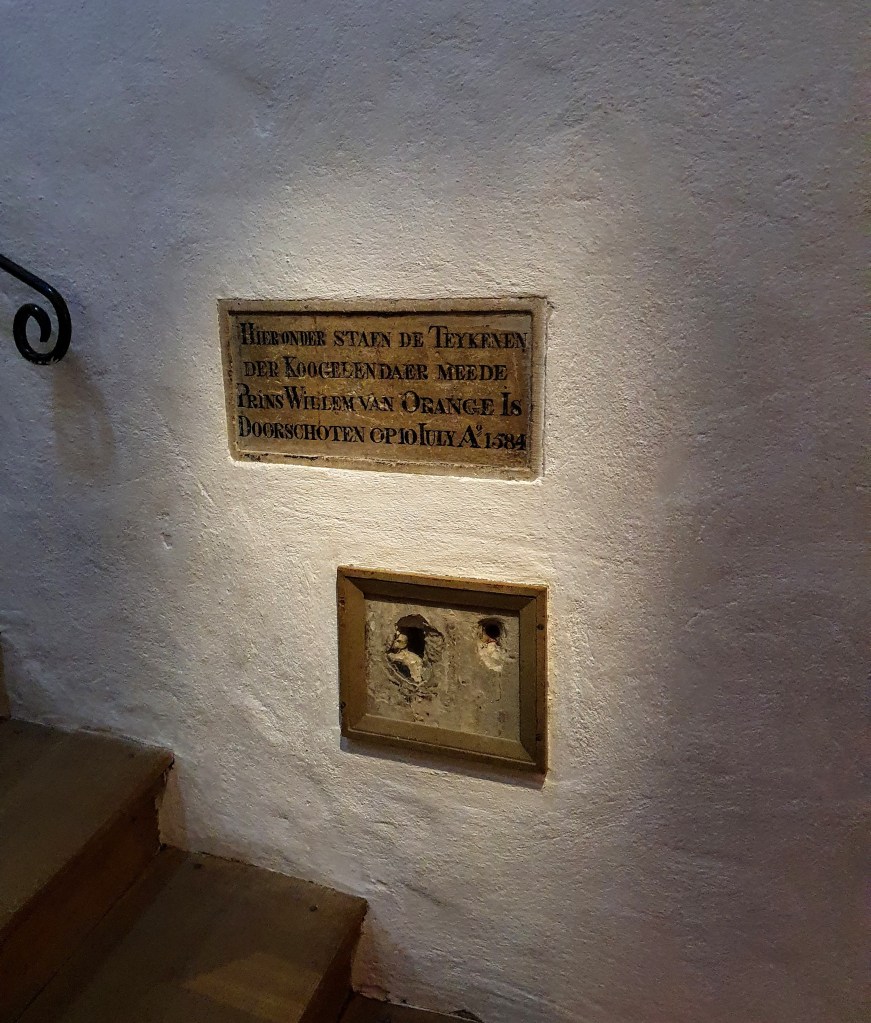 HIERONDER STAEN DE TEYKENEN
DER KOOGELENDAER MEEDE
PRINS WILLEM VAN ORANGE IS
DOORSCHOTEN OP 10 IULY Aº. 1584